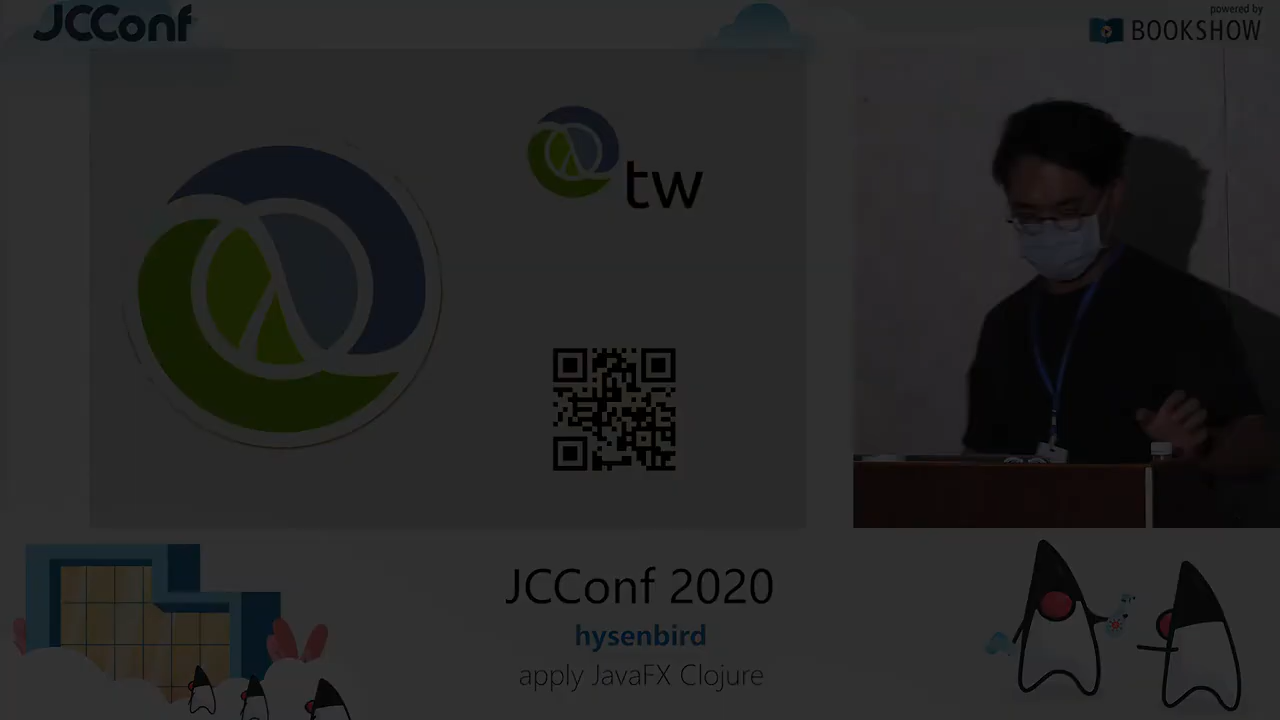 JCConf
powered by
BOOKSHOW
tw
JCConf 2020
hysenbird
apply JavaFX Clojure